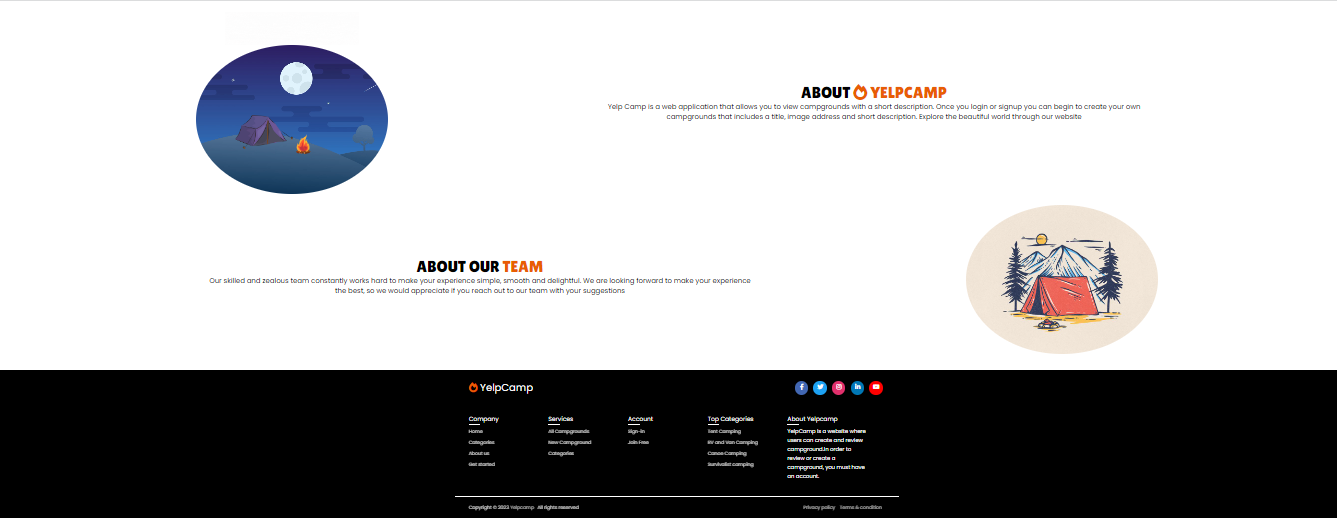 ABOUT YELPCAMP
Yelp Camp is a web application that allows you to view campgrounds with a short description. Once you login or signup you can begin to create your own
campgrounds that includes a title, image address and short description. Explore the beautiful world through our website
ABOUT OUR TEAM
Our skilled and zealous team constantly works hard to make your experience simple, smooth and delightful. We are looking forward to make your experience
the best, so we would appreciate if you reach out to our team with your suggestions
YelpCamp
Company
Home
Categories
About us
Get started
Services
All Campgrounds
New Campground
Categories
Account
Sign-in
Join Free
Top Categories
Tent Camping
RV and Van Camping
Canoe Camping
Survivalist camping
About Yelpcamp
YelpCamp is a website where
users can create and review
campground.In order to
review or create a
campground, you must have
an account.
Copyright © 2023 Yelpcamp All rights reserved
Privacy policy Terms & condition